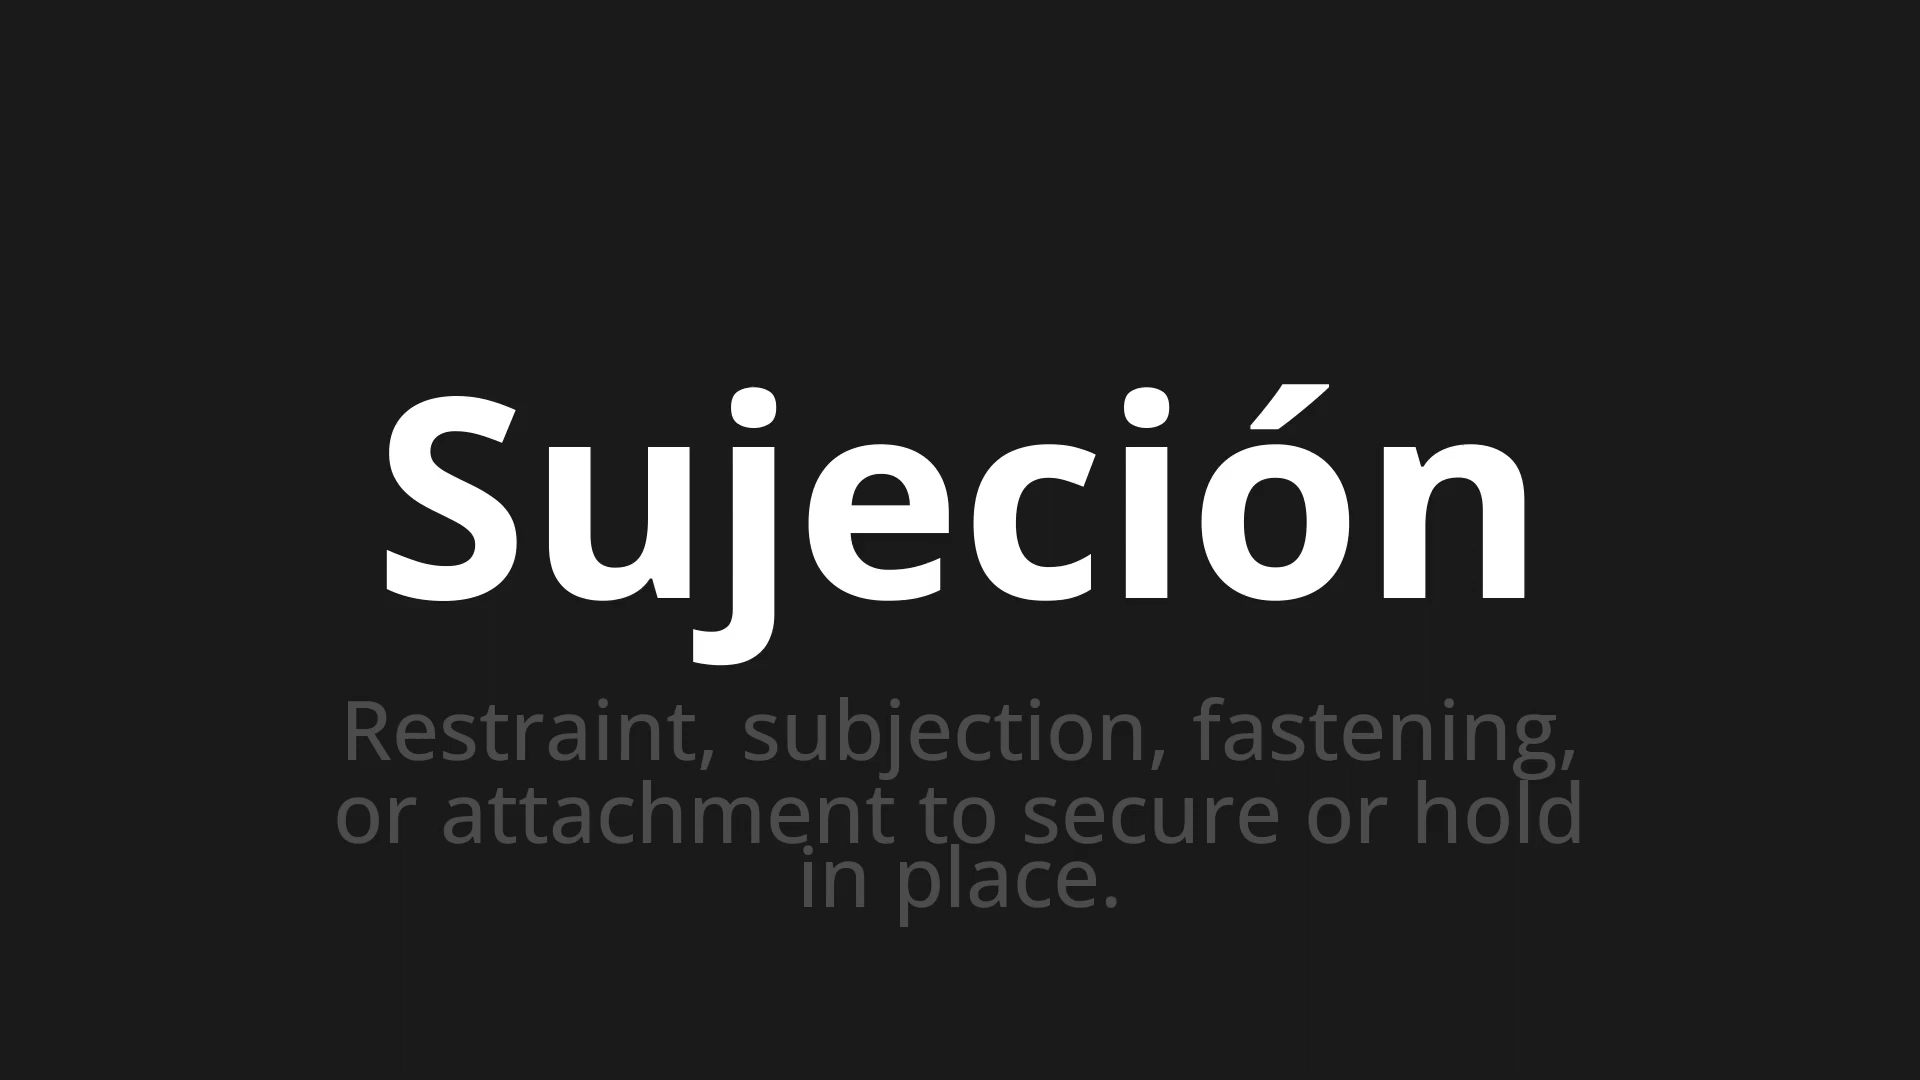 Sujeción
Restraint, subjection, fastening,
or attachment to secure or hold
in place.